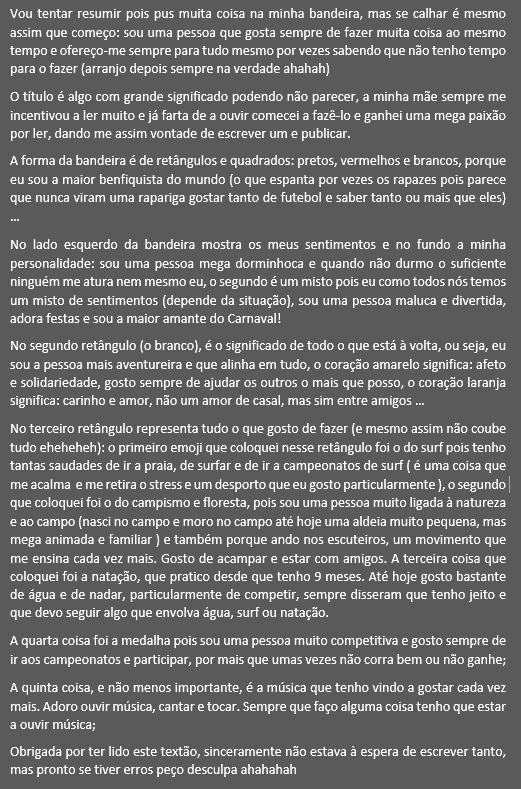 Vou tentar resumir pois pus muita coisa na minha bandeira, mas se calhar é mesmo
assim que começo: sou uma pessoa que gosta sempre de fazer muita coisa ao mesmo
tempo e ofereço-me sempre para tudo mesmo por vezes sabendo que não tenho tempo
para o fazer (arranjo depois sempre na verdade ahahah)
O título é algo com grande significado podendo não parecer, a minha mãe sempre me
incentivou a ler muito e já farta de a ouvir comecei a fazê-lo e ganhei uma mega paixão
por ler, dando me assim vontade de escrever um e publicar.
A forma da bandeira é de retângulos e quadrados: pretos, vermelhos e brancos, porque
eu sou a maior benfiquista do mundo (o que espanta por vezes os rapazes pois parece
que nunca viram uma rapariga gostar tanto de futebol e saber tanto ou mais que eles)
...
No lado esquerdo da bandeira mostra os meus sentimentos e no fundo a minha
personalidade: sou uma pessoa mega dorminhoca e quando não durmo o suficiente
ninguém me atura nem mesmo eu, o segundo é um misto pois eu como todos nós temos
um misto de sentimentos (depende da situação), sou uma pessoa maluca e divertida,
adora festas e sou a maior amante do Carnaval!
No segundo retângulo (o branco), é o significado de todo o que está à volta, ou seja, eu
sou a pessoa mais aventureira e que alinha em tudo, o coração amarelo significa: afeto
e solidariedade, gosto sempre de ajudar os outros o mais que posso, o coração laranja
significa: carinho e amor, não um amor de casal, mas sim entre amigos ...
No terceiro retângulo representa tudo o que gosto de fazer (e mesmo assim não coube
tudo eheheheh): o primeiro emoji que coloquei nesse retângulo foi o do surf pois tenho
tantas saudades de ir a praia, de surfar e de ir a campeonatos de surf ( é uma coisa que
me acalma e me retira o stress e um desporto que eu gosto particularmente ), o segundo
que coloquei foi o do campismo e floresta, pois sou uma pessoa muito ligada à natureza
e ao campo (nasci no campo e moro no campo até hoje uma aldeia muito pequena, mas
mega animada e familiar ) e também porque ando nos escuteiros, um movimento que
me ensina cada vez mais. Gosto de acampar e estar com amigos. A terceira coisa que
coloquei foi a natação, que pratico desde que tenho 9 meses. Até hoje gosto bastante
de água e de nadar, particularmente de competir, sempre disseram que tenho jeito e
que devo seguir algo que envolva água, surf ou natação.
A quarta coisa foi a medalha pois sou uma pessoa muito competitiva e gosto sempre de
ir aos campeonatos e participar, por mais que umas vezes não corra bem ou não ganhe;
A quinta coisa, e não menos importante, é a música que tenho vindo a gostar cada vez
mais. Adoro ouvir música, cantar e tocar. Sempre que faço alguma coisa tenho que estar
a ouvir música;
Obrigada por ter lido este textão, sinceramente não estava à espera de escrever tanto,
mas pronto se tiver erros peço desculpa ahahahah